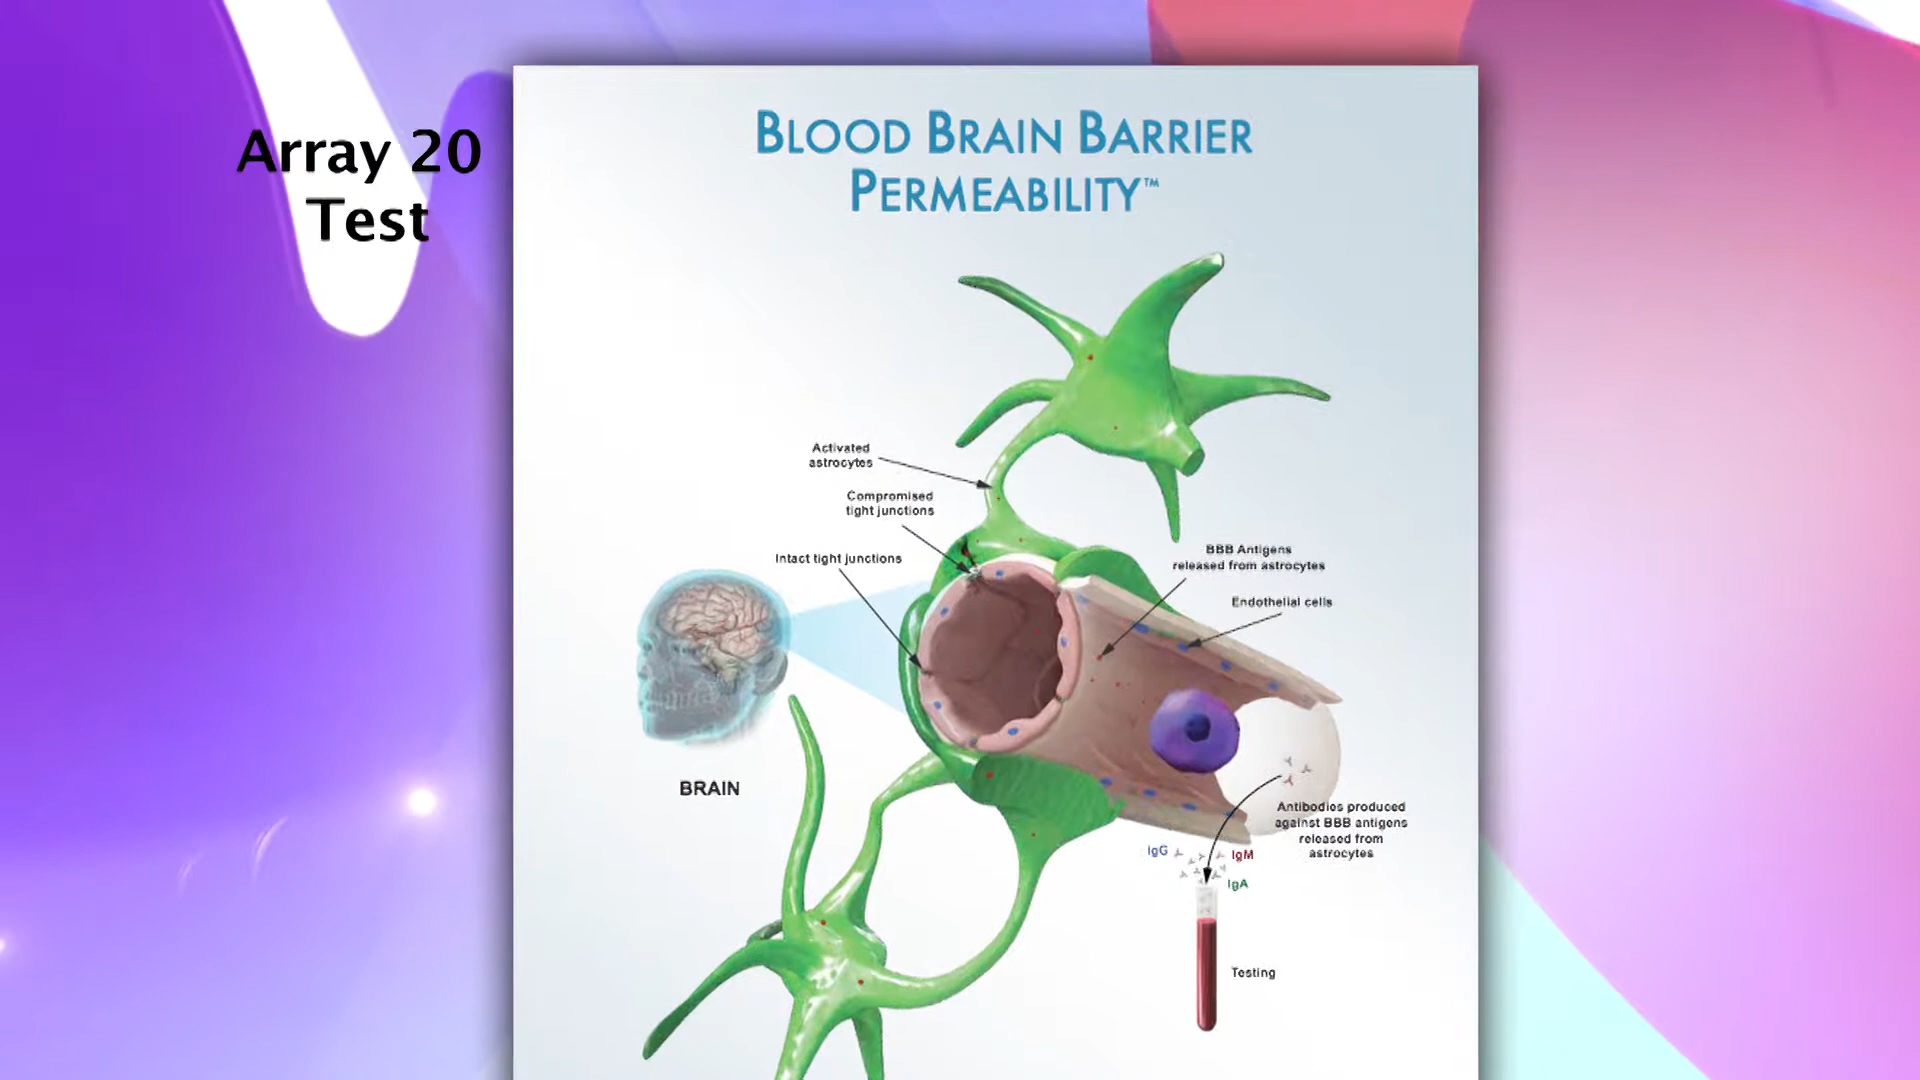 Array 20
Test
BLOOD BRAIN BARRIER
PERMEABILITY™
Activated
astrocytes
Compromised
tight junctions
Intact tight junctions
BBB Antigens
released from astrocytes
Endothelial cells
BRAIN
Antibodies produced
against BBB antigens
released from
astrocytes
IgG
IgM
IgA
Testing